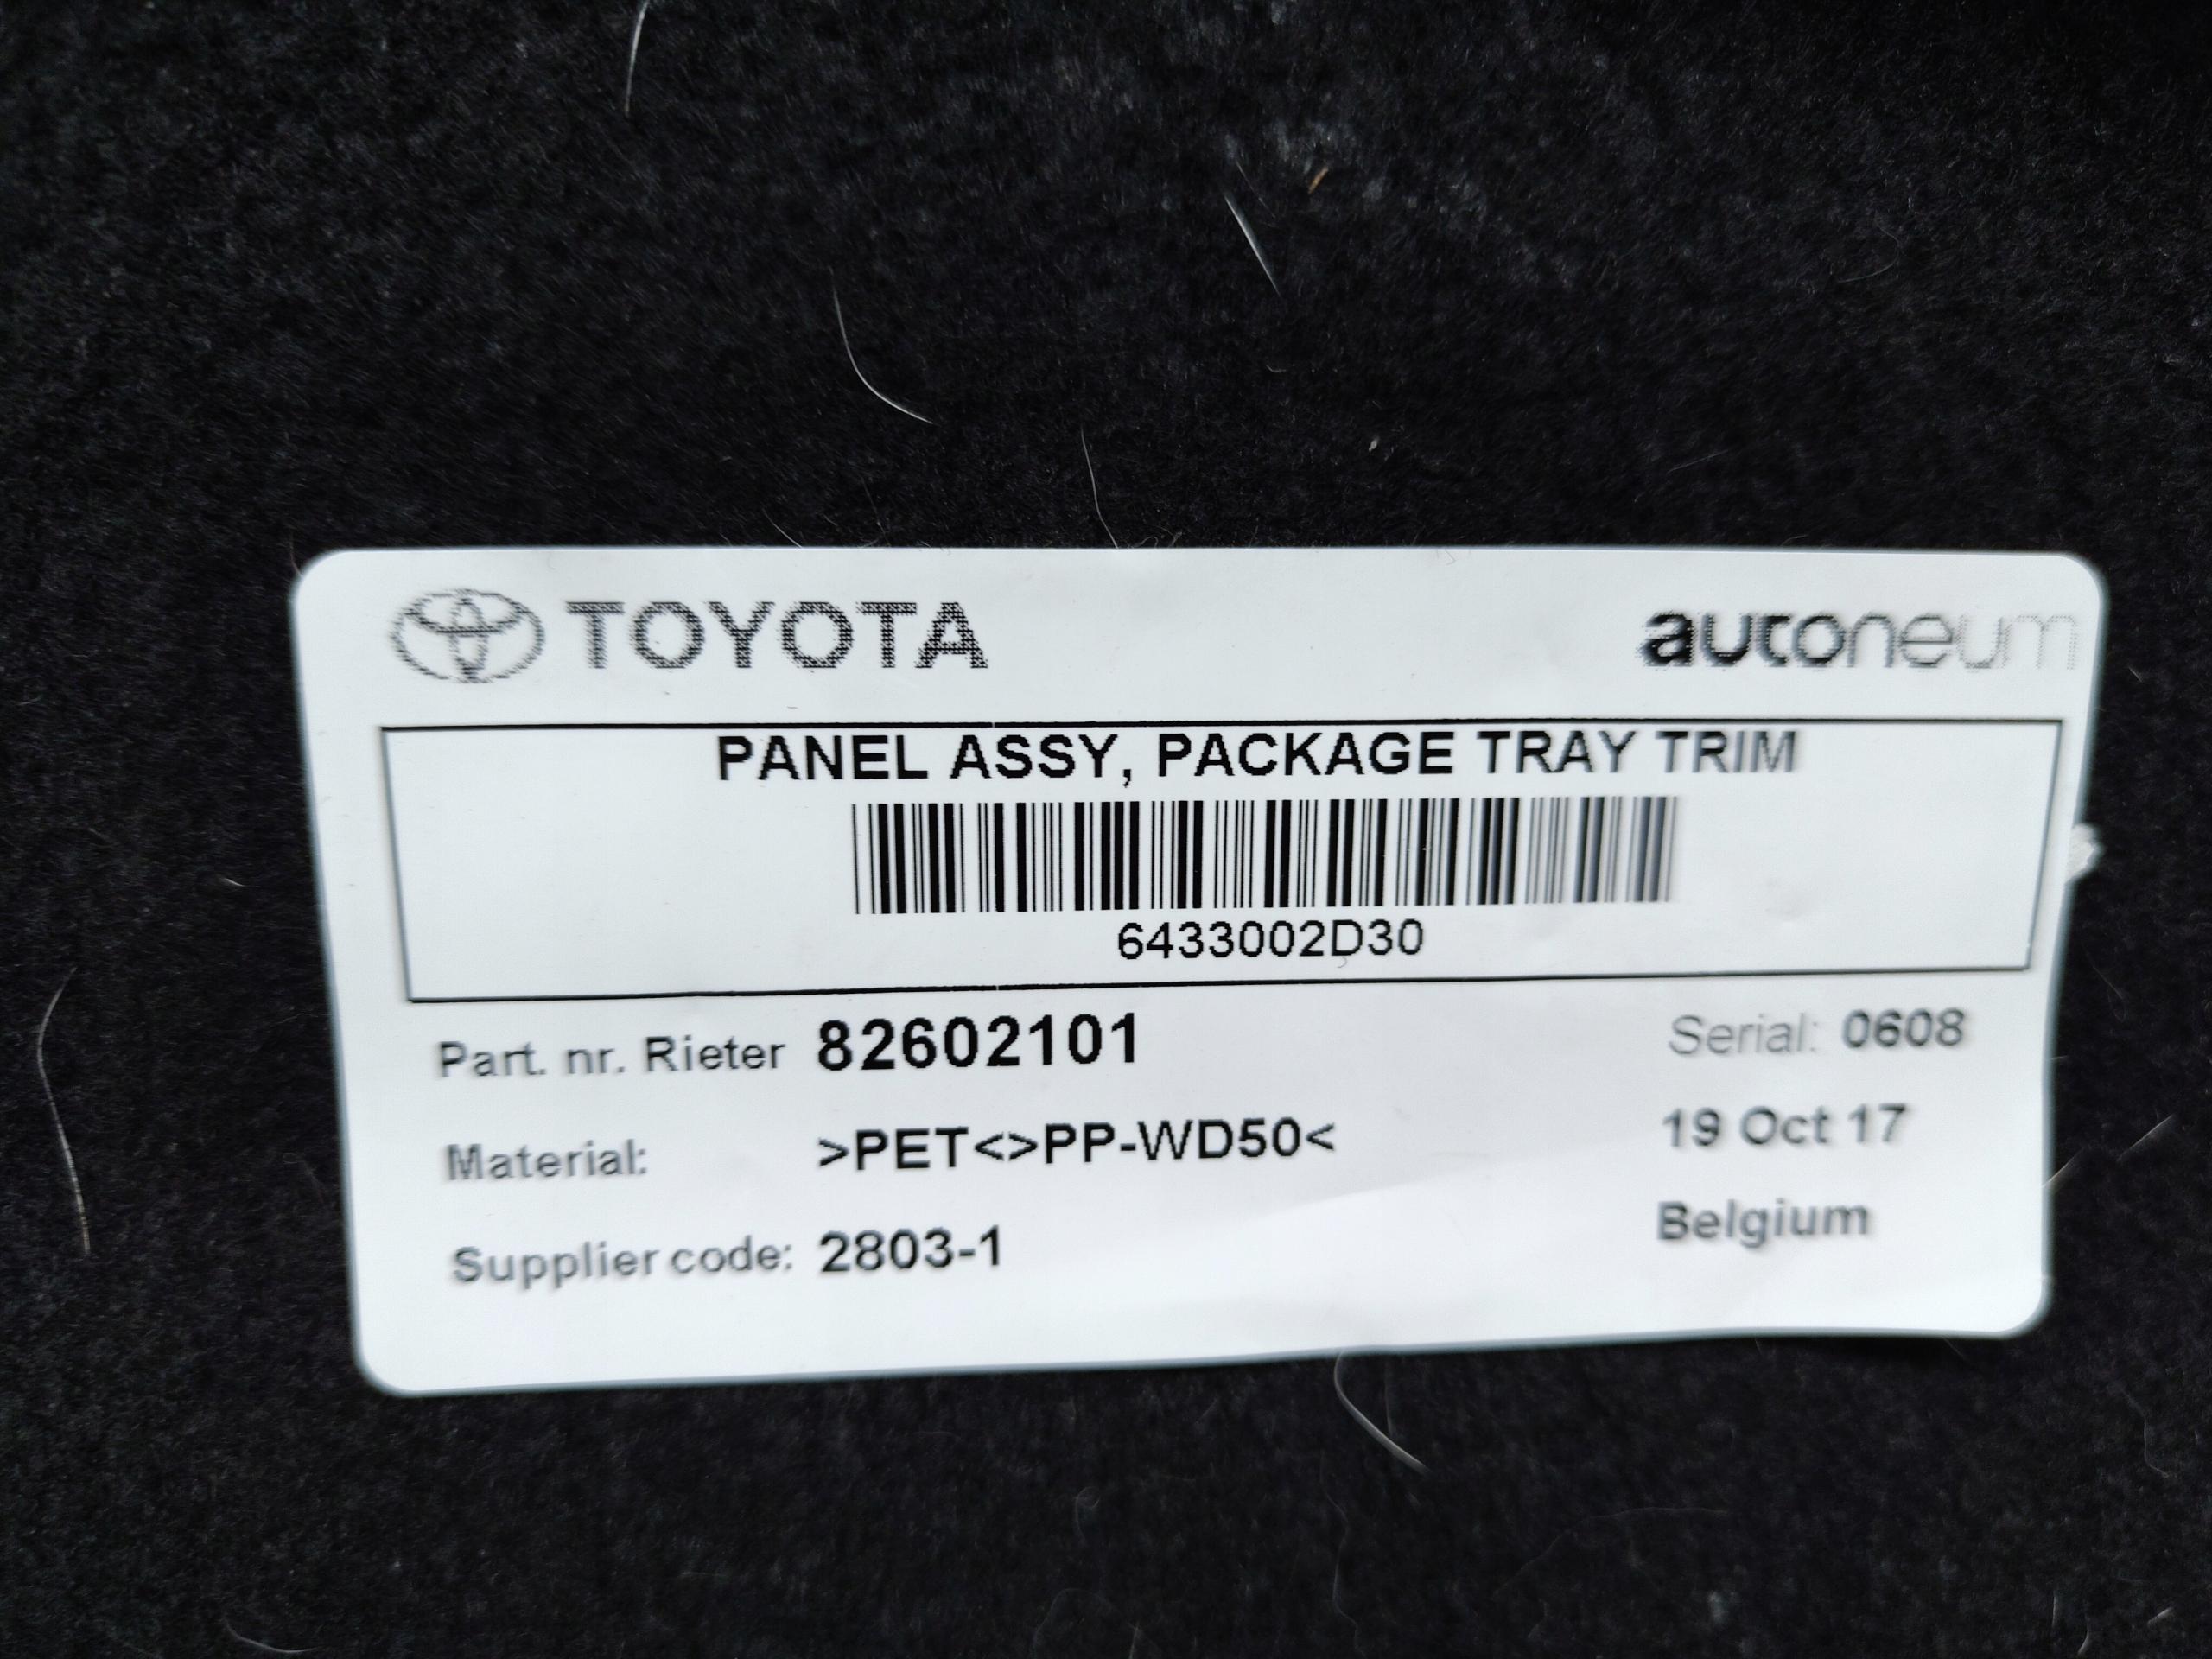 TOYOTA
autoneum
PANEL ASSY, PACKAGE TRAY TRIM
6433002D30
Part. nr. Rieter 82602101
Serial: 0608
Material: >PET<>PP-WD50<
19 Oct 17
Supplier code: 2803-1
Belgium